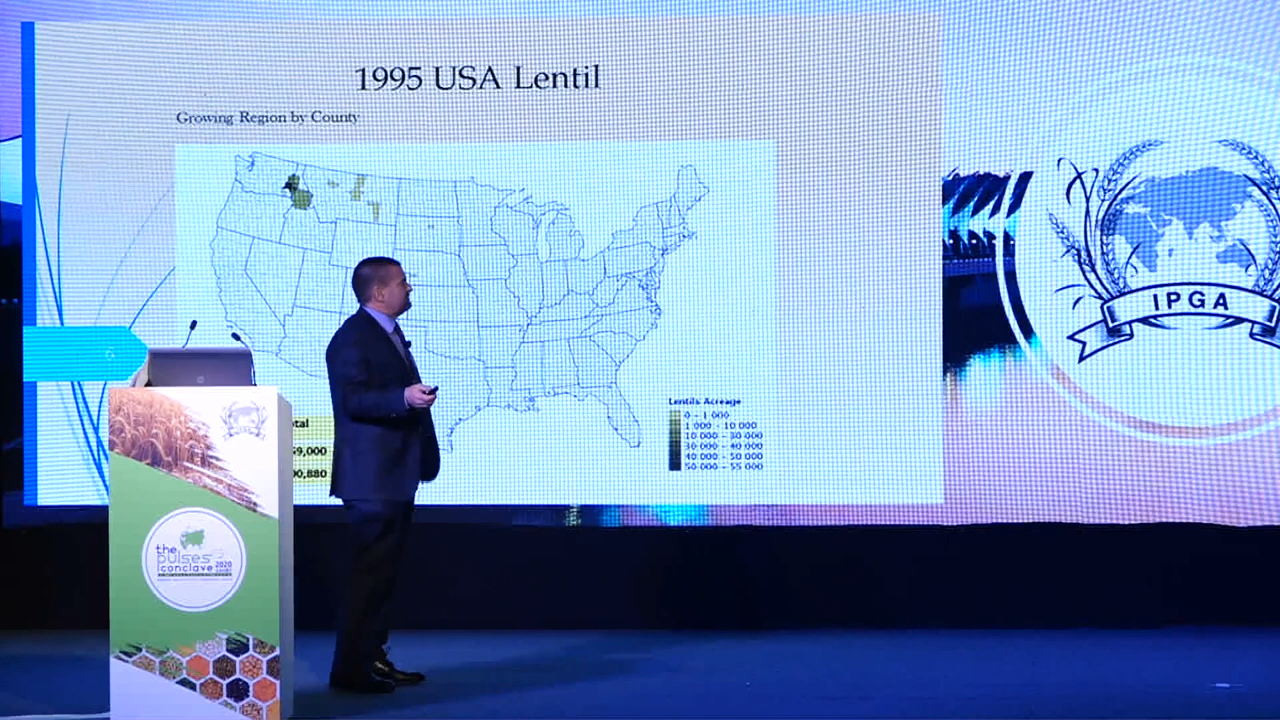 1995 USA Lentil
Growing Region by County
Lentils Acreage
0 - 1 000
1 000 - 10 000
10 000 - 30 000
30 000 - 40 000
40 000 - 50 000
50 000 - 55 000
IPGA
the
pulses
conclave 2020